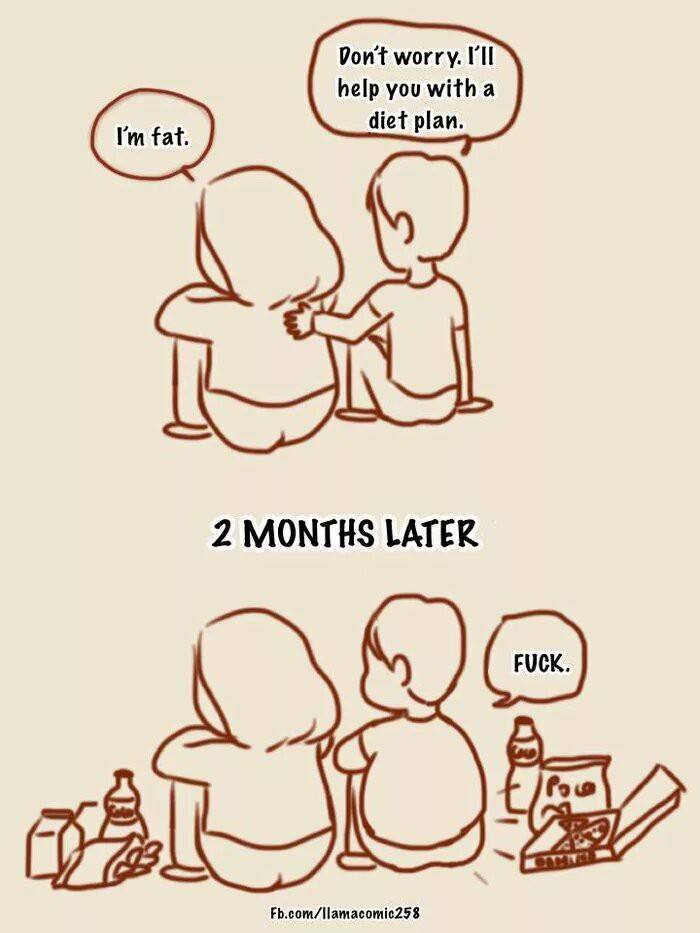 Don't worry. I'll
help you with a
diet plan.
I'm fat.
2 MONTHS LATER
FUCK.
Fb.com/llamacomic258